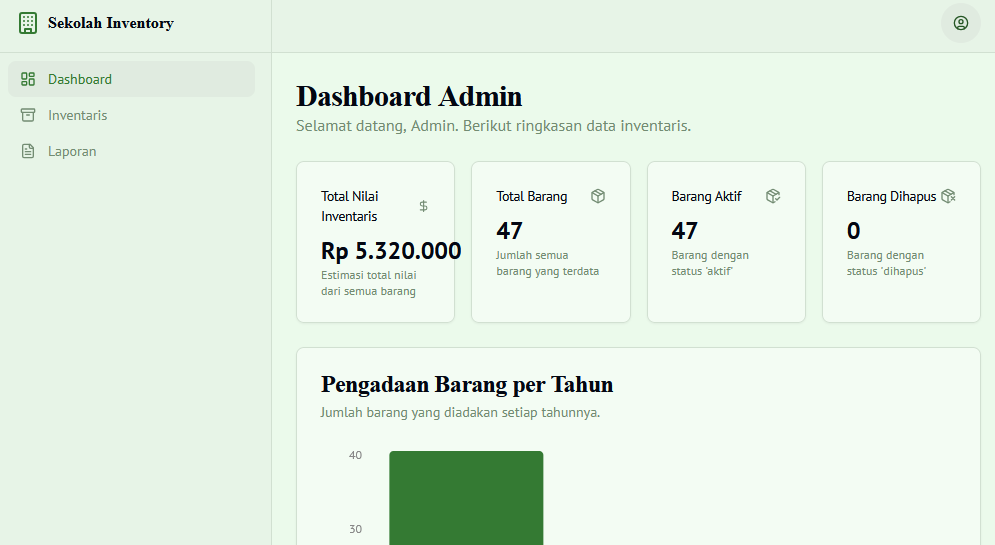 Sekolah Inventory
Dashboard
Inventaris
Laporan
Dashboard Admin
Selamat datang, Admin. Berikut ringkasan data inventaris.
Total Nilai
Inventaris
$
Rp 5.320.000
Estimasi total nilai
dari semua barang
Total Barang
47
Jumlah semua
barang yang terdata
Barang Aktif
47
Barang dengan
status 'aktif'
Barang Dihapus
0
Barang dengan
status 'dihapus'
Pengadaan Barang per Tahun
Jumlah barang yang diadakan setiap tahunnya.
40
30